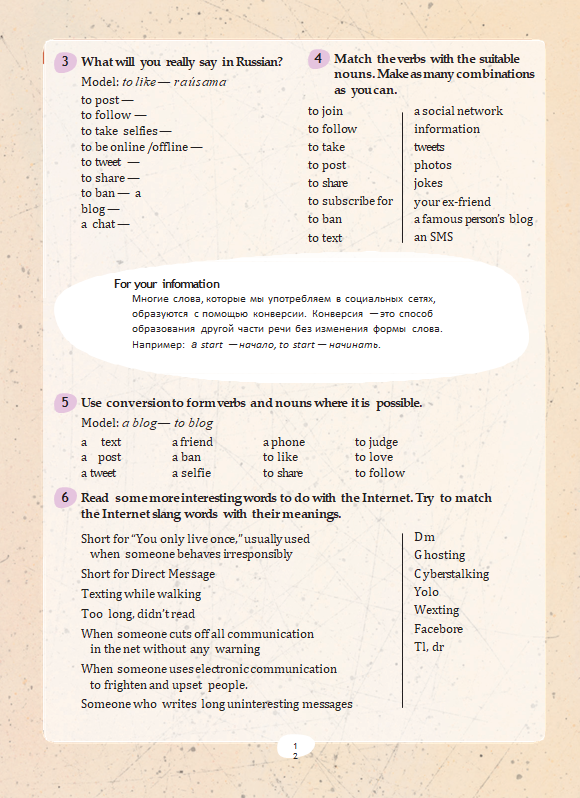 3 What will you really say in Russian?
Model: to like — лайкать
to post —
to follow —
to take selfies —
to be online /offline —
to tweet —
to share —
to ban — a
blog —
a chat —
4 Match the verbs with the suitable
nouns. Make as many combinations
as you can.
to join a social network
to follow information
to take tweets
to post photos
to share jokes
to subscribe for your ex-friend
to ban a famous person's blog
to text an SMS
For your information
Многие слова, которые мы употребляем в социальных сетях,
образуются с помощью конверсии. Конверсия — это способ
образования другой части речи без изменения формы слова.
Например: a start — начало, to start — начинать.
5 Use conversion to form verbs and nouns where it is possible.
Model: a blog — to blog
a text a friend a phone to judge
a post a ban to like to love
a tweet a selfie to share to follow
6 Read some more interesting words to do with the Internet. Try to match
the Internet slang words with their meanings.
Short for “You only live once,” usually used
when someone behaves irresponsibly
Short for Direct Message
Texting while walking
Too long, didn't read
When someone cuts off all communication
in the net without any warning
When someone uses electronic communication
to frighten and upset people.
Someone who writes long uninteresting messages
Dm
Ghosting
Cyberstalking
Yolo
Wexting
Facebore
Tl, dr
1
2